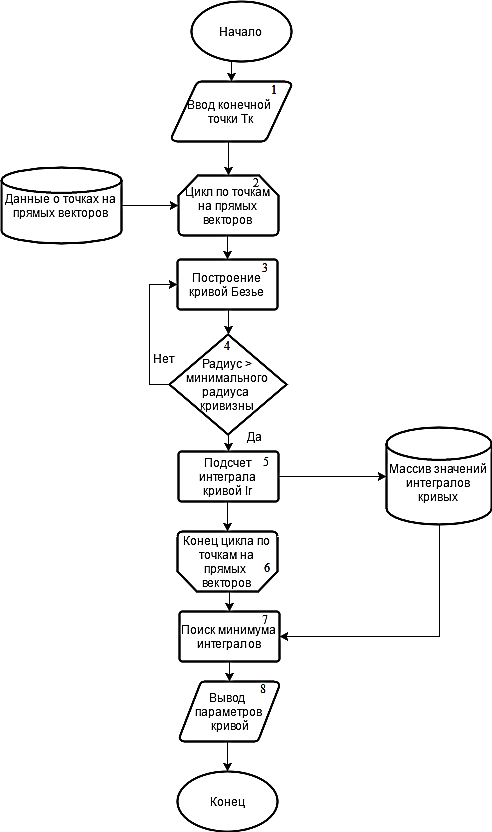 Начало
1
Ввод конечной
точки Тк
Данные о точках на
прямых векторов
2
Цикл по точкам
на прямых
векторов
3
Построение
кривой Безье
4
Радиус >
минимального
радиуса
кривизны
Нет
Да
5
Подсчет
интеграла
кривой Ir
Массив значений
интегралов
кривых
Конец цикла по
точкам на
прямых
векторов
6
7
Поиск минимума
интегралов
8
Вывод
параметров
кривой
Конец